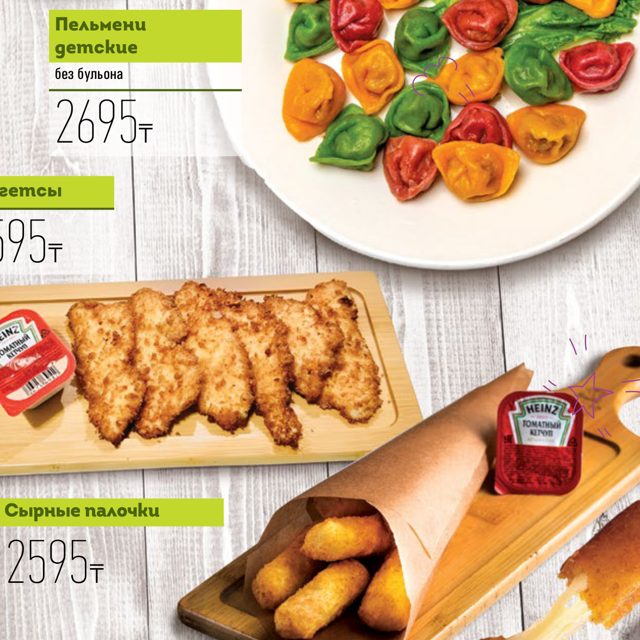 Пельмени
детские
без бульона
2695₸
гетсы
595₸
HEINZ
ТОМАТНЫЙ
КЕТЧУП
HEINZ
ТОМАТНЫЙ
КЕТЧУП
Сырные палочки
2595₸